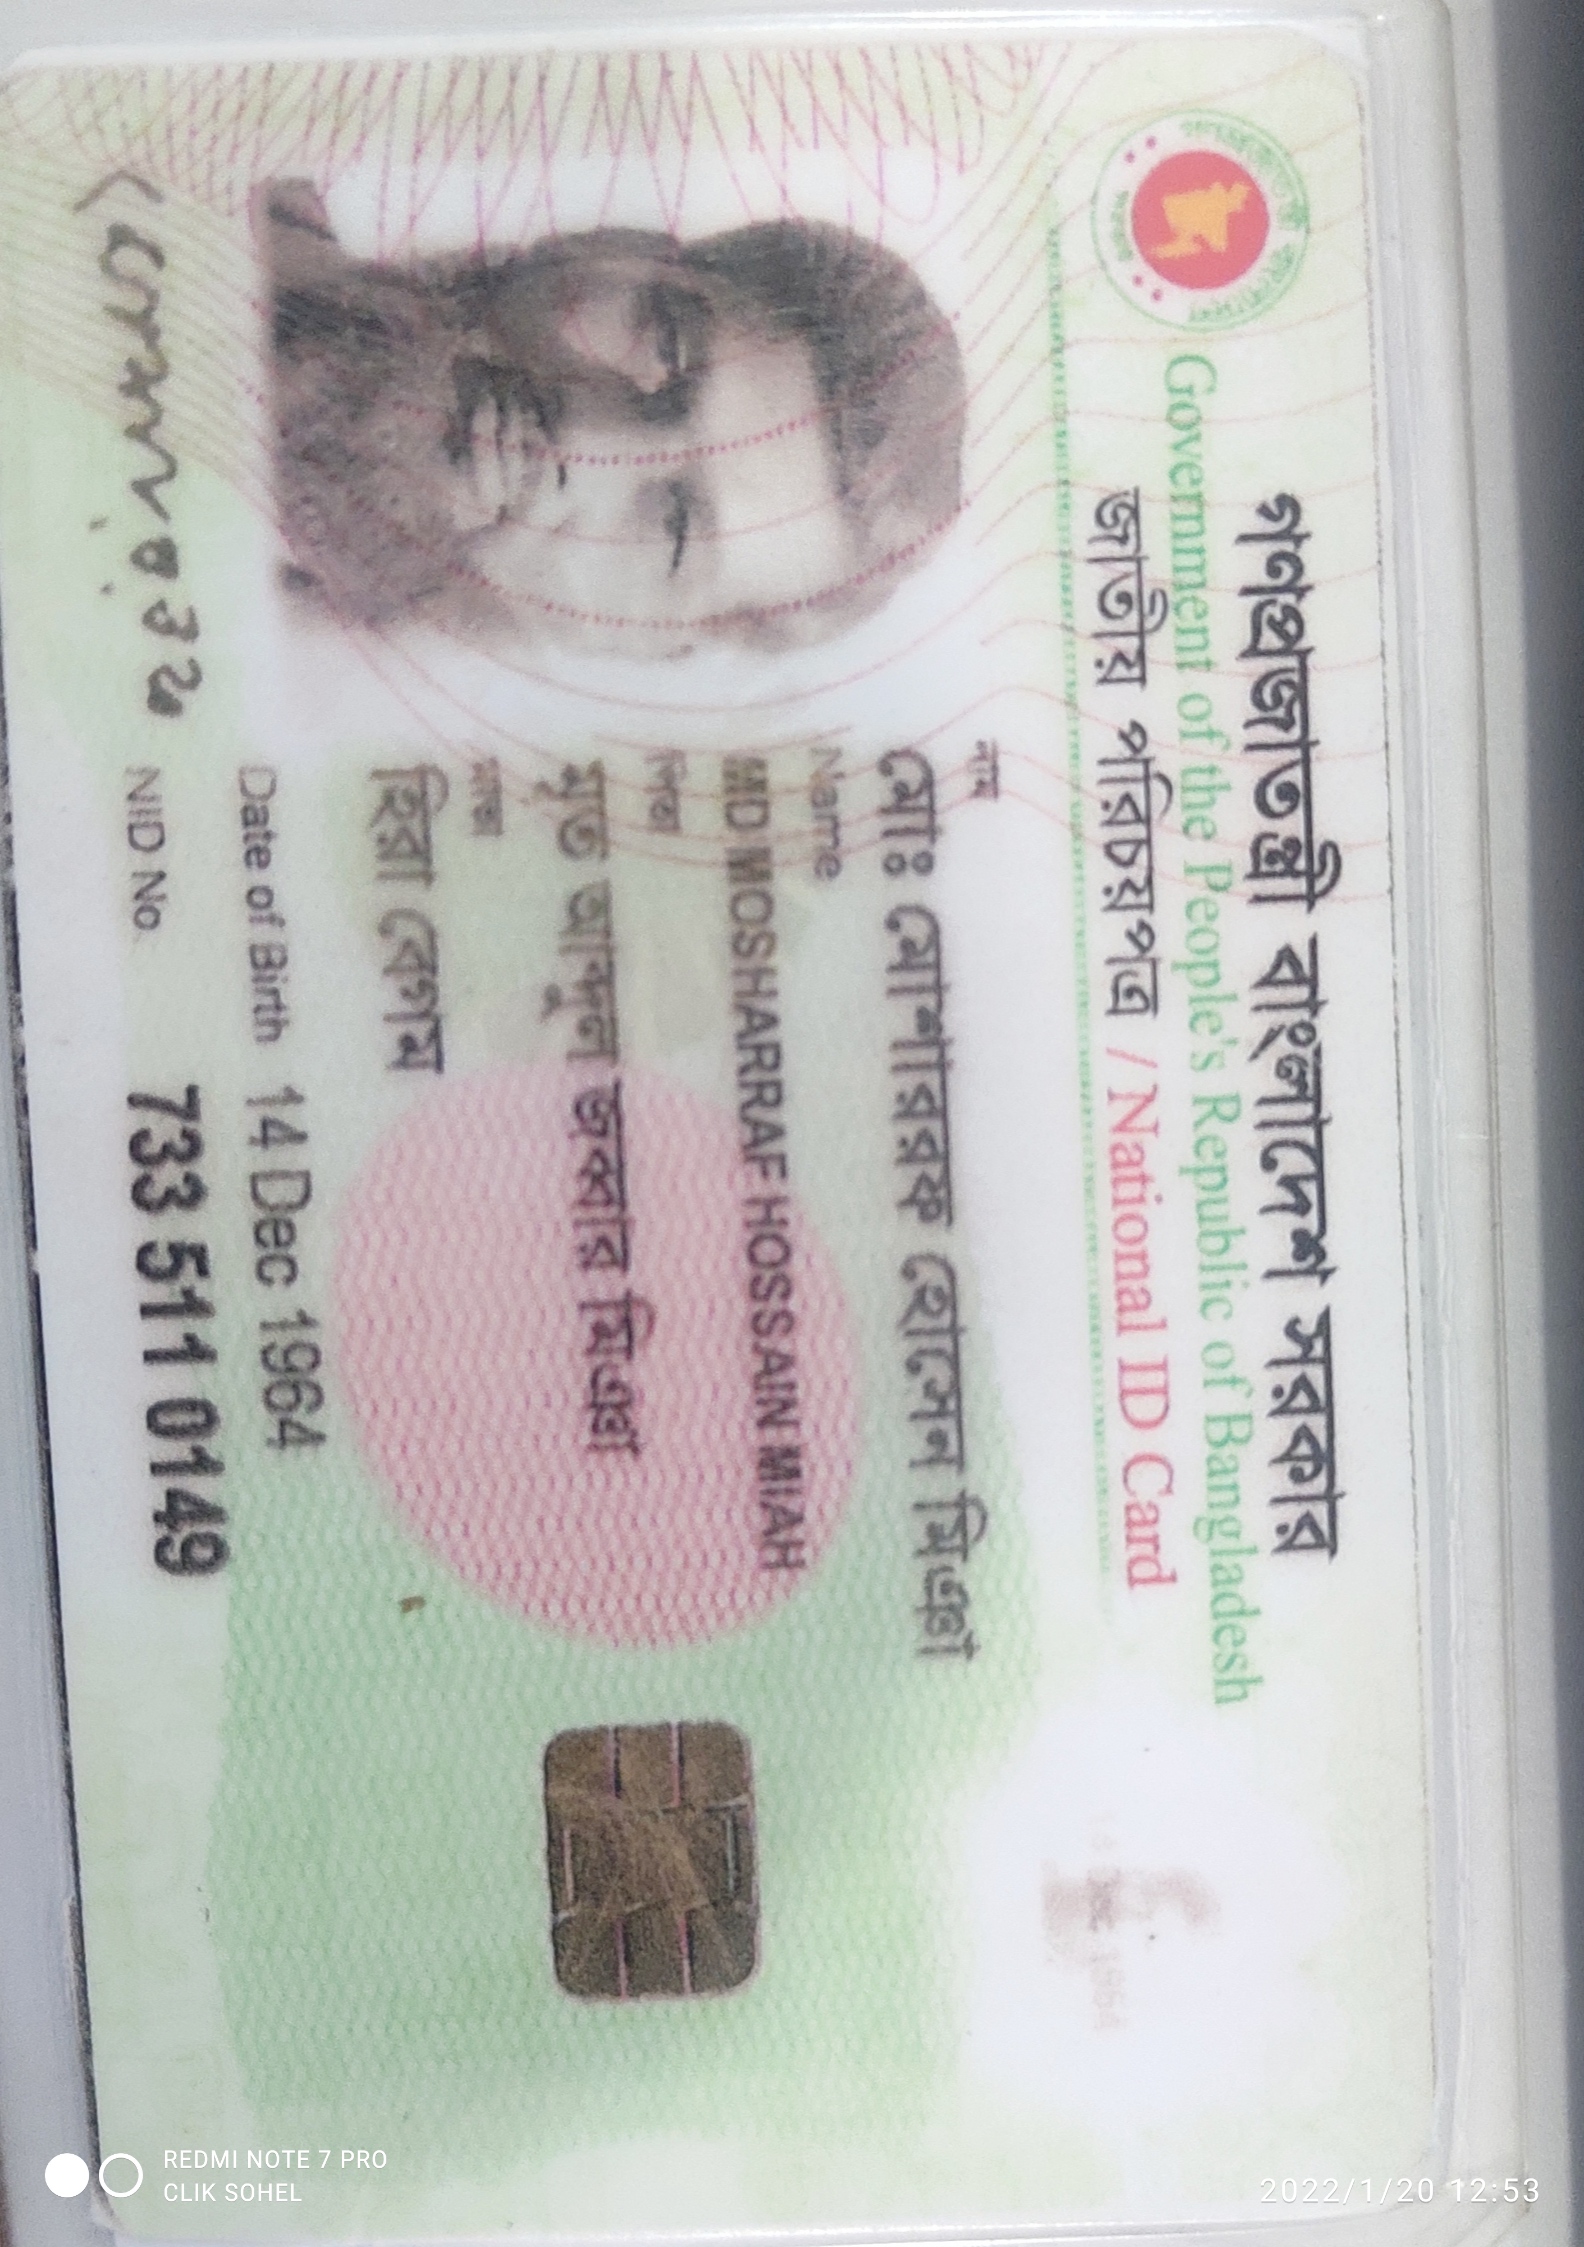 গণপ্রজাতন্ত্রী বাংলাদেশ সরকার
Government of the People's Republic of Bangladesh
জাতীয় পরিচয়পত্র / National ID Card
নাম
মোঃ মোশাররফ হোসেন মিঞা
Name
MD MOSHARRAF HOSSAIN MIAH
পিতা
মৃত আব্দুল জব্বার মিঞা
মাতা
হিরা বেগম
Date of Birth 14 Dec 1964
NID No. 733 511 0149
REDMI NOTE 7 PRO
CLIK SOHEL
2022/1/20 12:53